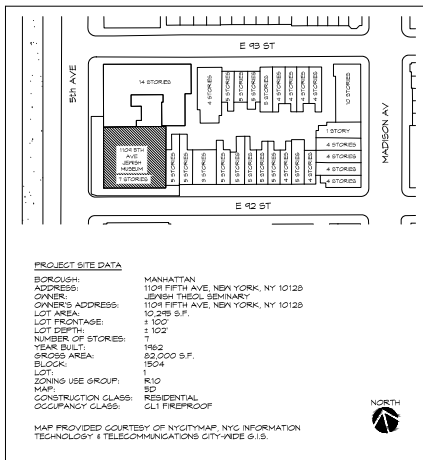 E 93 ST
5th AVE
MADISON AV
14 STORIES
4 STORIES
10 STORIES
1 STORY
4 STORIES
4 STORIES
4 STORIES
4 STORIES
1109 5TH
AVE
JEWISH
MUSEUM
7 STORIES
E 92 ST
PROJECT SITE DATA
BOROUGH: MANHATTAN
ADDRESS: 1109 FIFTH AVE, NEW YORK, NY 10128
OWNER: JEWISH THEOL SEMINARY
OWNER'S ADDRESS: 1109 FIFTH AVE, NEW YORK, NY 10128
LOT AREA: 10,295 S.F.
LOT FRONTAGE: ± 100'
LOT DEPTH: ± 102'
NUMBER OF STORIES: 7
YEAR BUILT: 1962
GROSS AREA: 82,000 S.F.
BLOCK: 1504
LOT: 1
ZONING USE GROUP: R10
MAP: 5D
CONSTRUCTION CLASS: RESIDENTIAL
OCCUPANCY CLASS: CL1 FIREPROOF
MAP PROVIDED COURTESY OF NYCITYMAP, NYC INFORMATION
TECHNOLOGY & TELECOMMUNICATIONS CITY-WIDE G.I.S.
NORTH